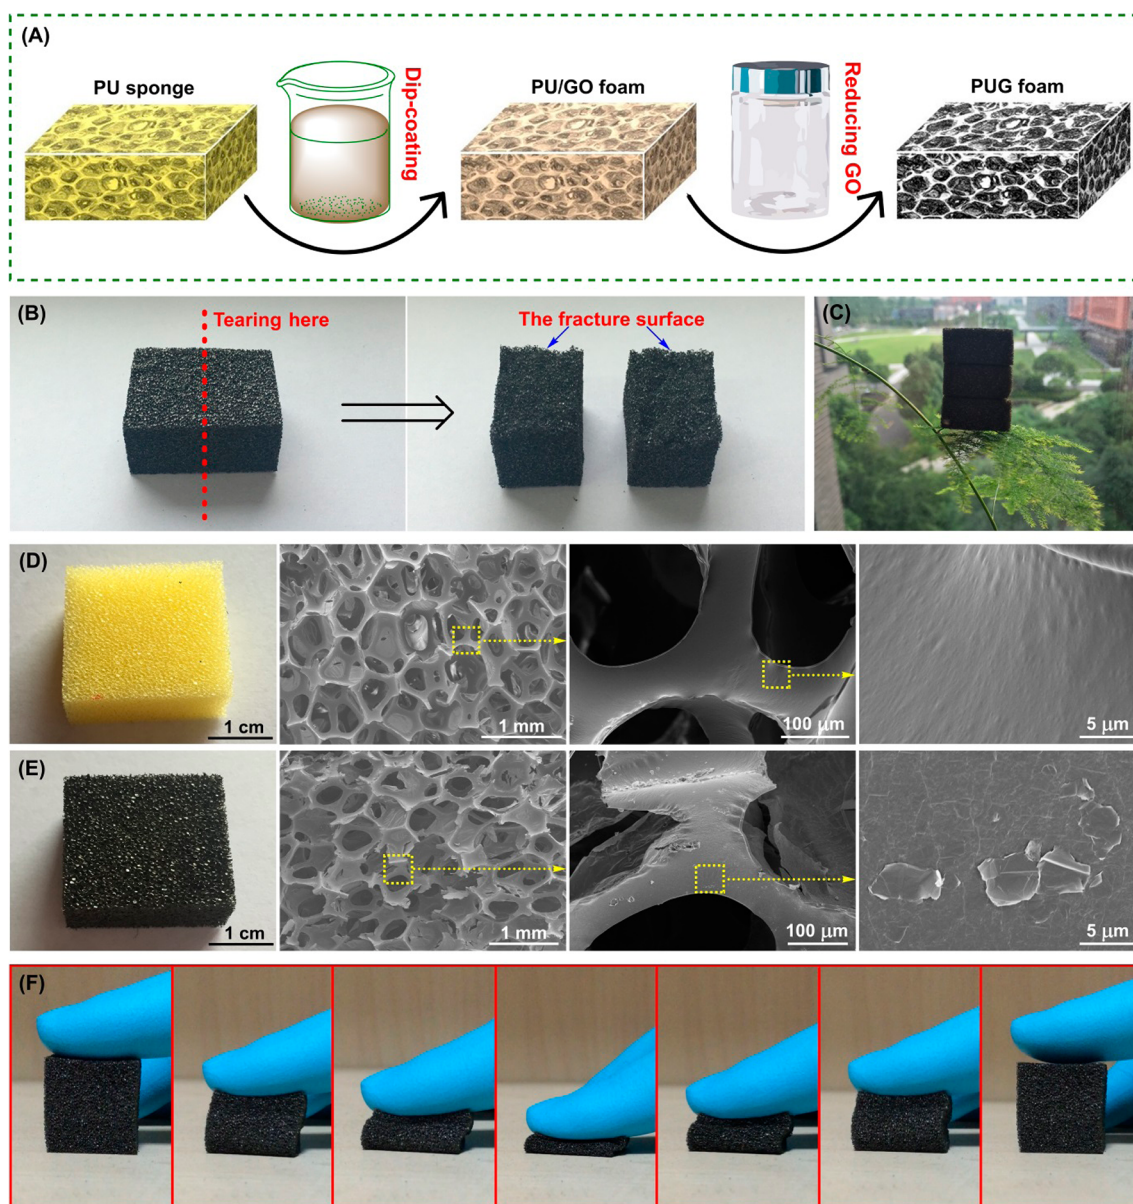 (A)
PU sponge
Dip-coating
PU/GO foam
Reducing GO
PUG foam
(B)
Tearing here
The fracture surface
(C)
(D)
1 cm
1 mm
100 μm
5 μm
(E)
1 cm
1 mm
100 μm
5 μm
(F)